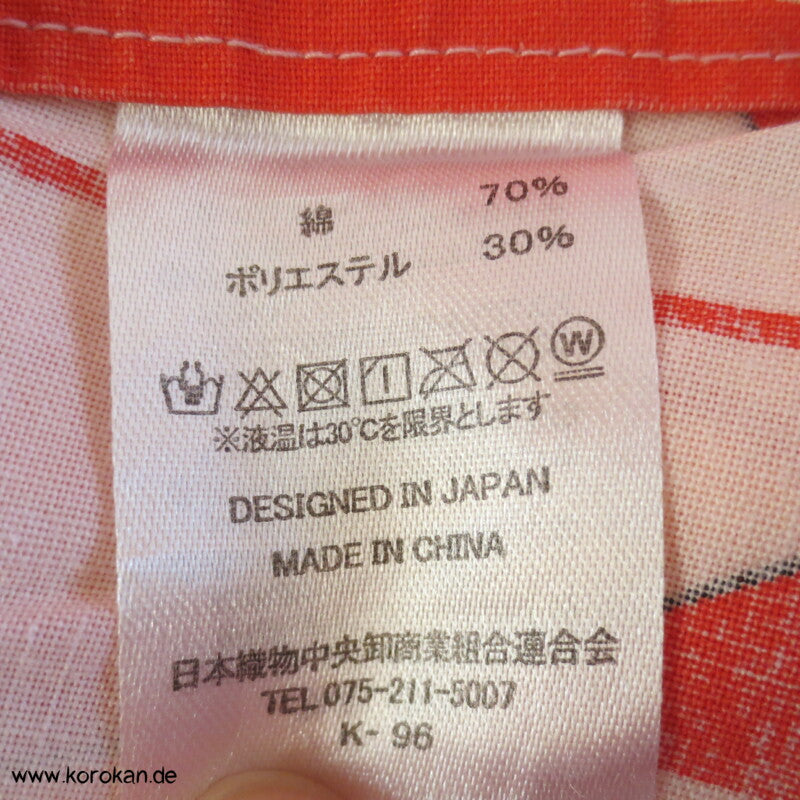 綿 70%
ポリエステル 30%
W
※液温は30℃を限界とします
DESIGNED IN JAPAN
MADE IN CHINA
日本織物中央卸商業組合連合会
TEL 075-211-5007
K-96
www.korokan.de